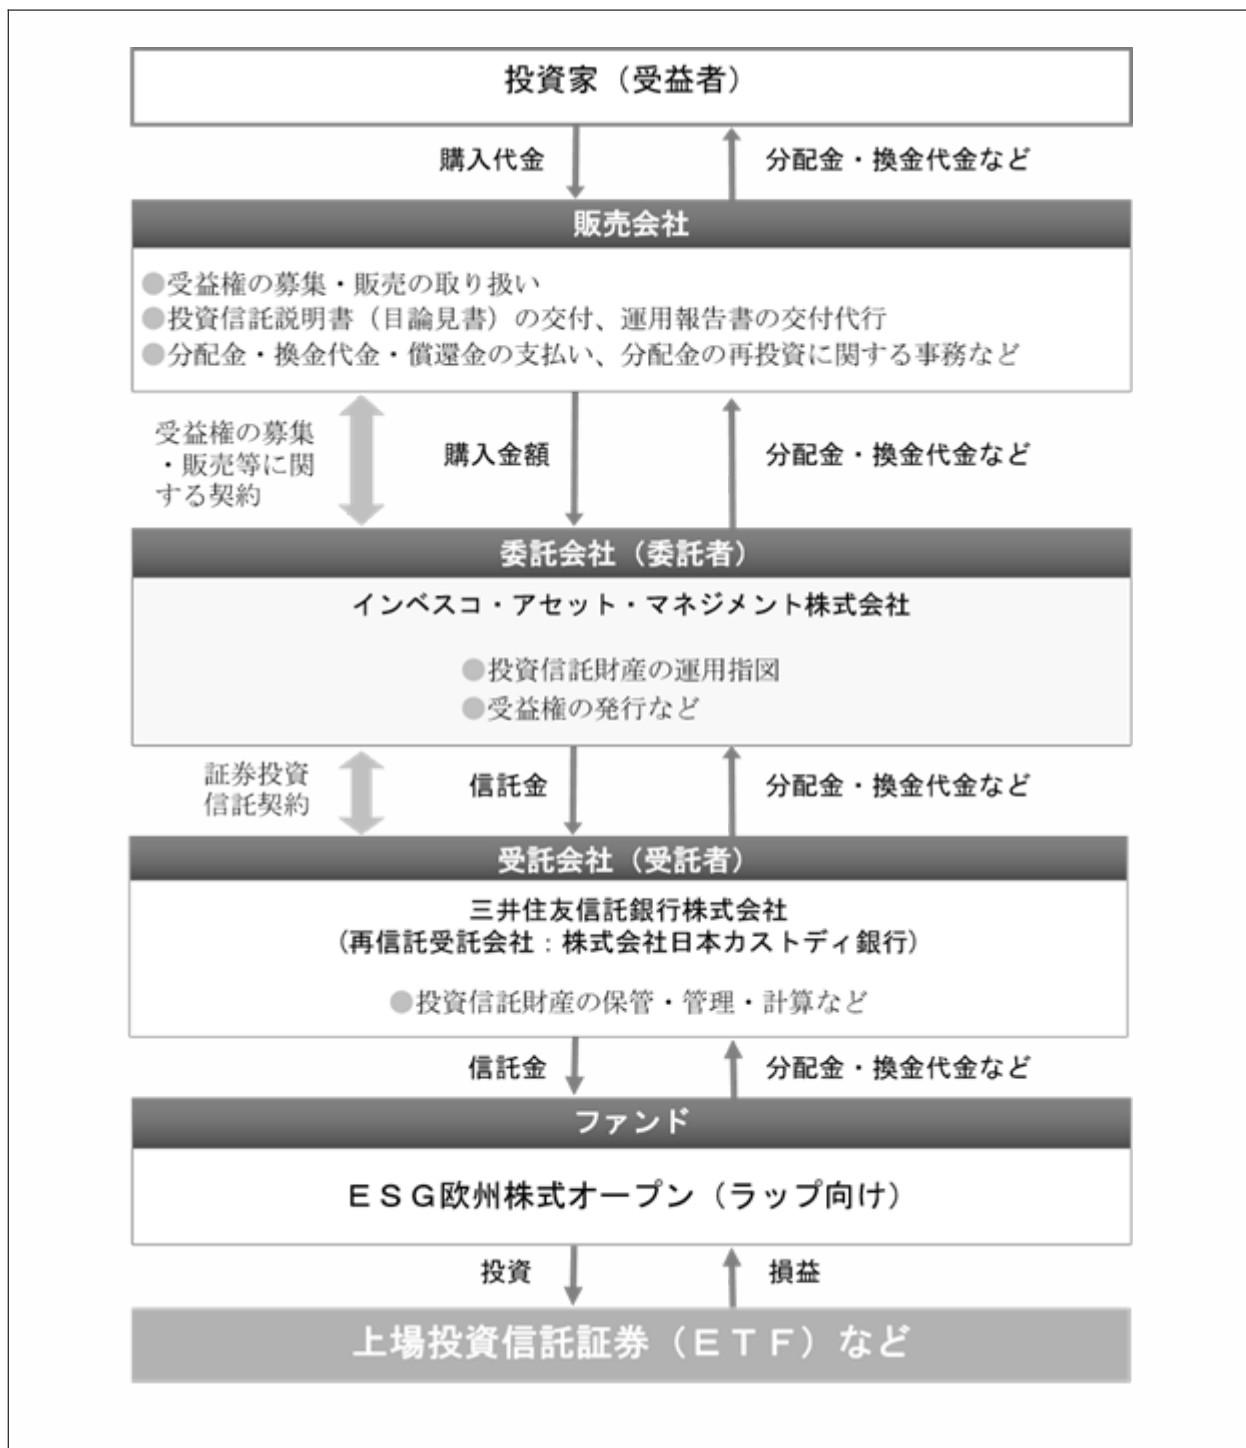 投資家（受益者）
購入代金
分配金・換金代金など
販売会社
●受益権の募集・販売の取り扱い
●投資信託説明書（目論見書）の交付、運用報告書の交付代行
●分配金・換金代金・償還金の支払い、分配金の再投資に関する事務など
受益権の募集
・販売等に関
する契約
購入金額
分配金・換金代金など
委託会社（委託者）
インベスコ・アセット・マネジメント株式会社
●投資信託財産の運用指図
●受益権の発行など
証券投資
信託契約
信託金
分配金・換金代金など
受託会社（受託者）
三井住友信託銀行株式会社
(再信託受託会社：株式会社日本カストディ銀行)
●投資信託財産の保管・管理・計算など
信託金
分配金・換金代金など
ファンド
ＥＳＧ欧州株式オープン（ラップ向け）
投資
損益
上場投資信託証券（ＥＴＦ）など